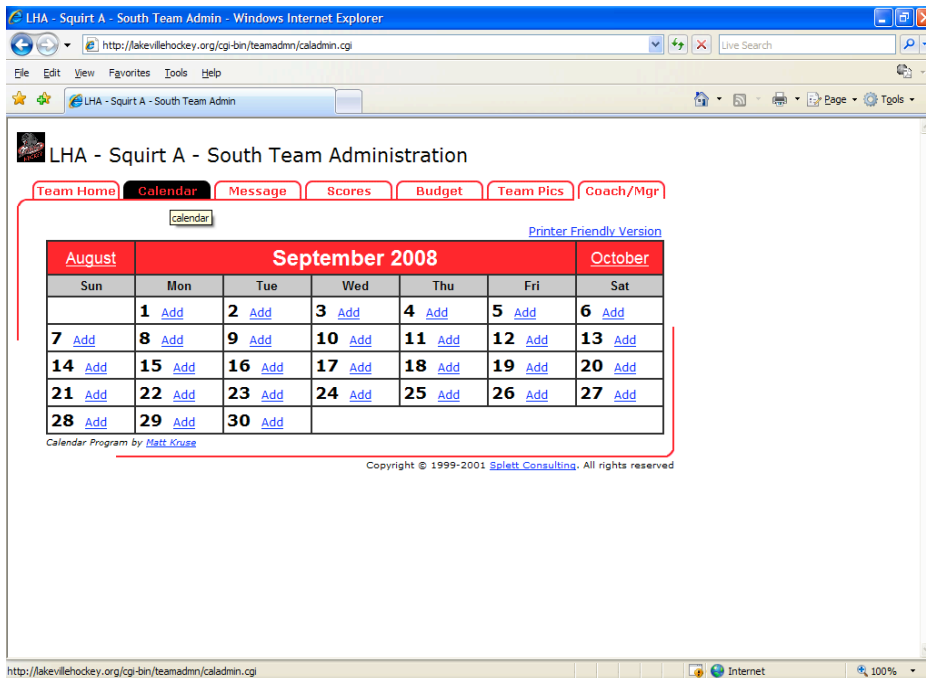 LHA - Squirt A - South Team Admin - Windows Internet Explorer
http://lakevillehockey.org/cgi-bin/teamadmn/caladmin.cgi Live Search
File Edit View Favorites Tools Help
LHA - Squirt A - South Team Admin Page Tools
LHA - Squirt A - South Team Administration
Team Home Calendar Message Scores Budget Team Pics Coach/Mgr
calendar
Printer Friendly Version
August September 2008 October
Sun Mon Tue Wed Thu Fri Sat
1 Add 2 Add 3 Add 4 Add 5 Add 6 Add
7 Add 8 Add 9 Add 10 Add 11 Add 12 Add 13 Add
14 Add 15 Add 16 Add 17 Add 18 Add 19 Add 20 Add
21 Add 22 Add 23 Add 24 Add 25 Add 26 Add 27 Add
28 Add 29 Add 30 Add
Calendar Program by Matt Kruse
Copyright © 1999-2001 Splett Consulting. All rights reserved
http://lakevillehockey.org/cgi-bin/teamadmn/caladmin.cgi Internet 100%